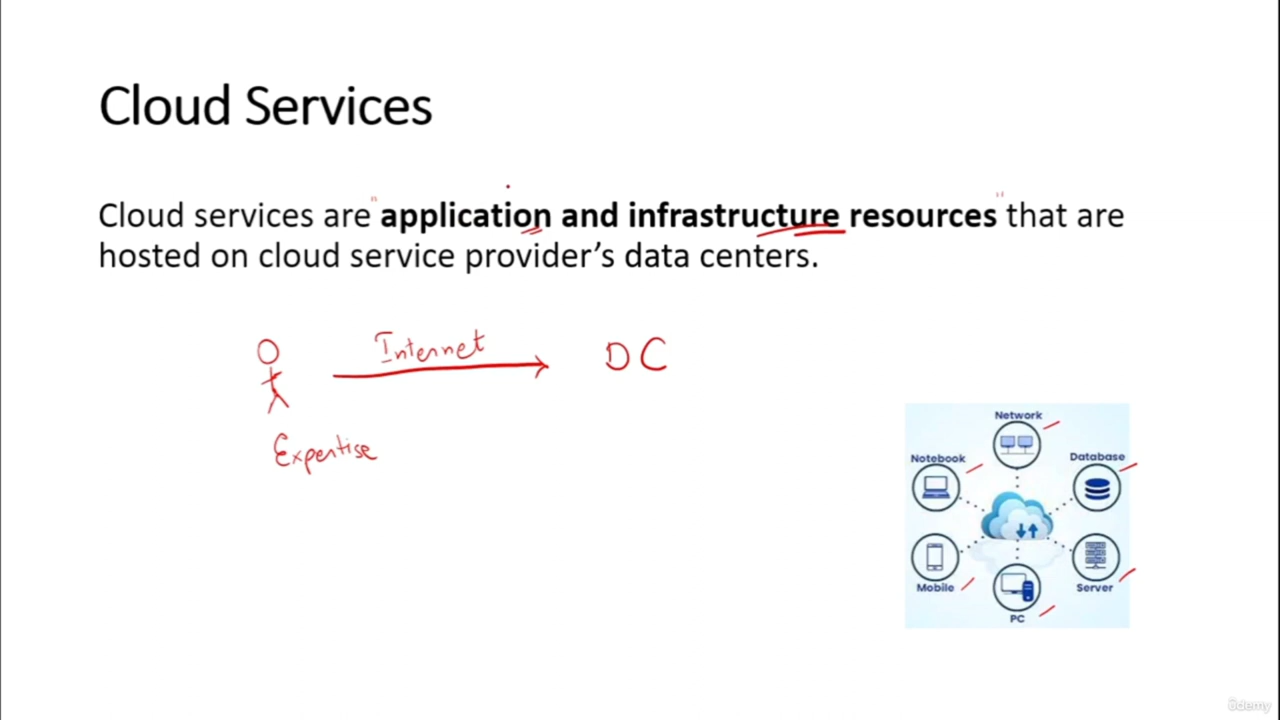 Cloud Services
Cloud services are "application and infrastructure resources" that are
hosted on cloud service provider’s data centers.
Internet
DC
Expertise
Network
Notebook
Database
Mobile
Server
PC
ûdemy